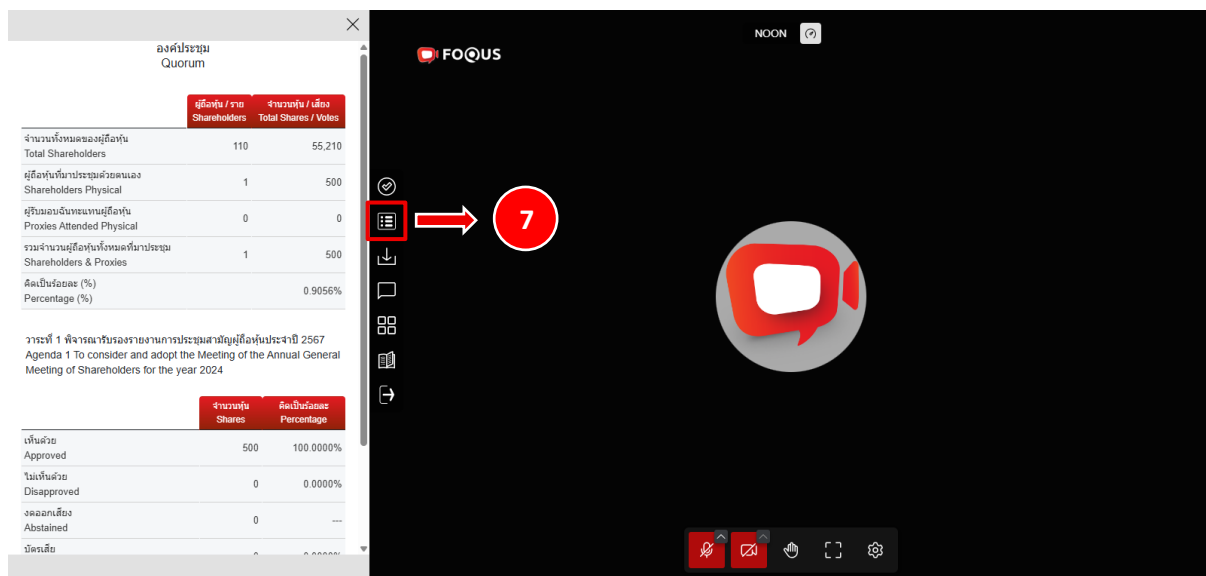 องค์ประชุม
Quorum
ผู้ถือหุ้น / ราย จำนวนหุ้น / เสียง
Shareholders Total Shares / Votes
จำนวนทั้งหมดของผู้ถือหุ้น
Total Shareholders
110 55,210
ผู้ถือหุ้นที่มาประชุมด้วยตนเอง
Shareholders Physical
1 500
ผู้รับมอบฉันทะแทนผู้ถือหุ้น
Proxies Attended Physical
0 0
รวมจำนวนผู้ถือหุ้นทั้งหมดที่มาประชุม
Shareholders & Proxies
1 500
คิดเป็นร้อยละ (%)
Percentage (%)
0.9056%
วาระที่ 1 พิจารณารับรองรายงานการประชุมสามัญผู้ถือหุ้นประจำปี 2567
Agenda 1 To consider and adopt the Meeting of the Annual General
Meeting of Shareholders for the year 2024
จำนวนหุ้น คิดเป็นร้อยละ
Shares Percentage
เห็นด้วย
Approved
500 100.0000%
ไม่เห็นด้วย
Disapproved
0 0.0000%
งดออกเสียง
Abstained
0 ---
บัตรเสีย
FOQUS
NOON
7